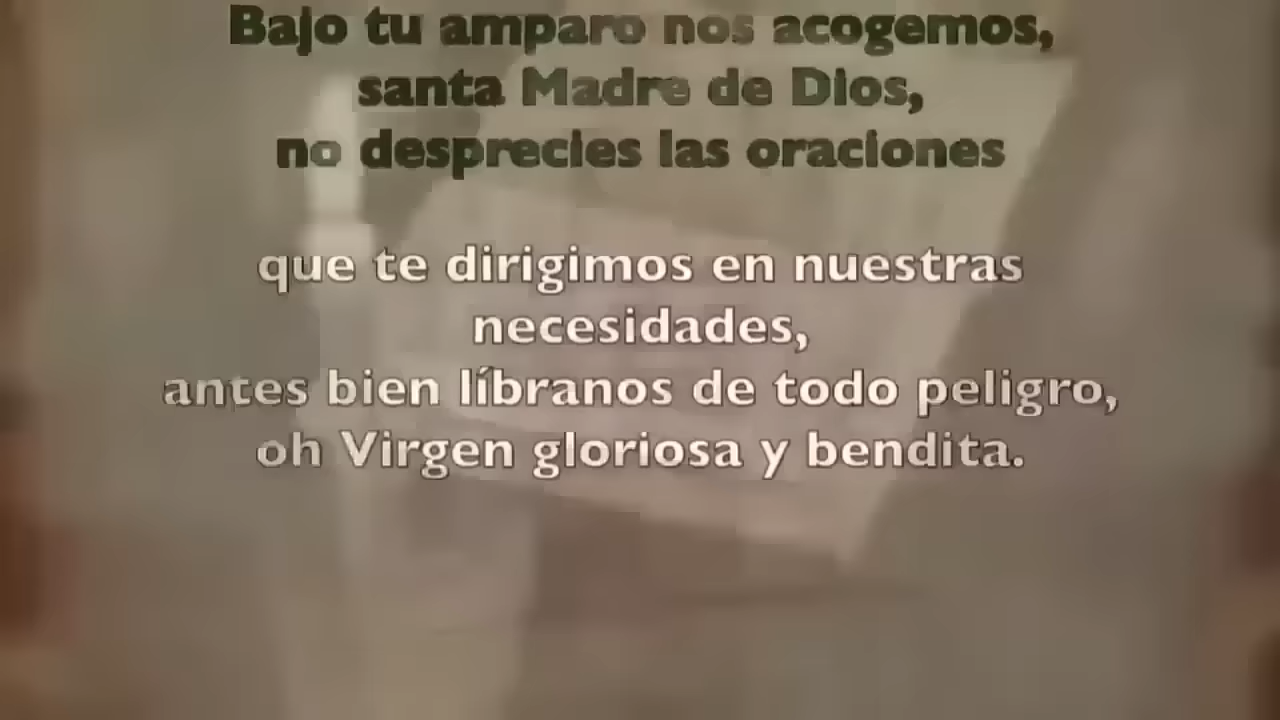 Bajo tu amparo nos acogemos,
santa Madre de Dios,
no desprecies las oraciones
que te dirigimos en nuestras
necesidades,
antes bien líbranos de todo peligro,
oh Virgen gloriosa y bendita.